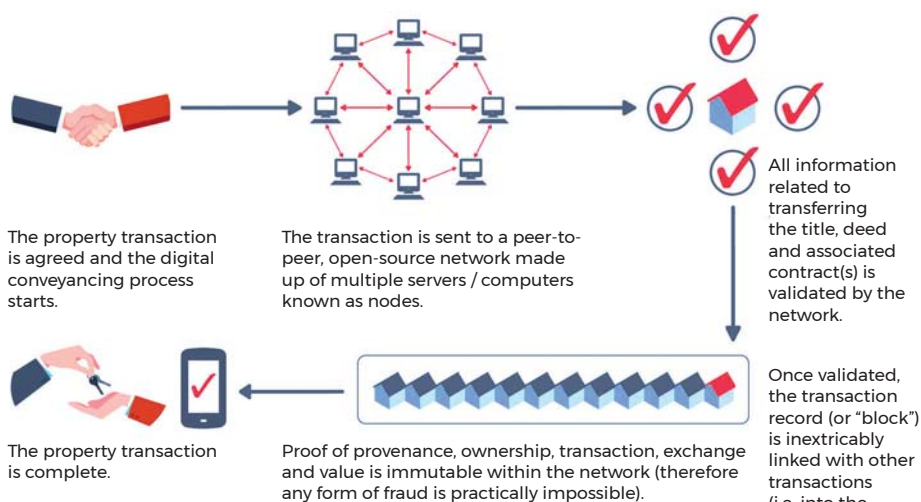 The property transaction
is agreed and the digital
conveyancing process
starts.
The transaction is sent to a peer-to-
peer, open-source network made
up of multiple servers / computers
known as nodes.
All information
related to
transferring
the title, deed
and associated
contract(s) is
validated by the
network.
Once validated,
the transaction
record (or “block”)
is inextricably
linked with other
transactions
(i.e. into the
Proof of provenance, ownership, transaction, exchange
and value is immutable within the network (therefore
any form of fraud is practically impossible).
The property transaction
is complete.